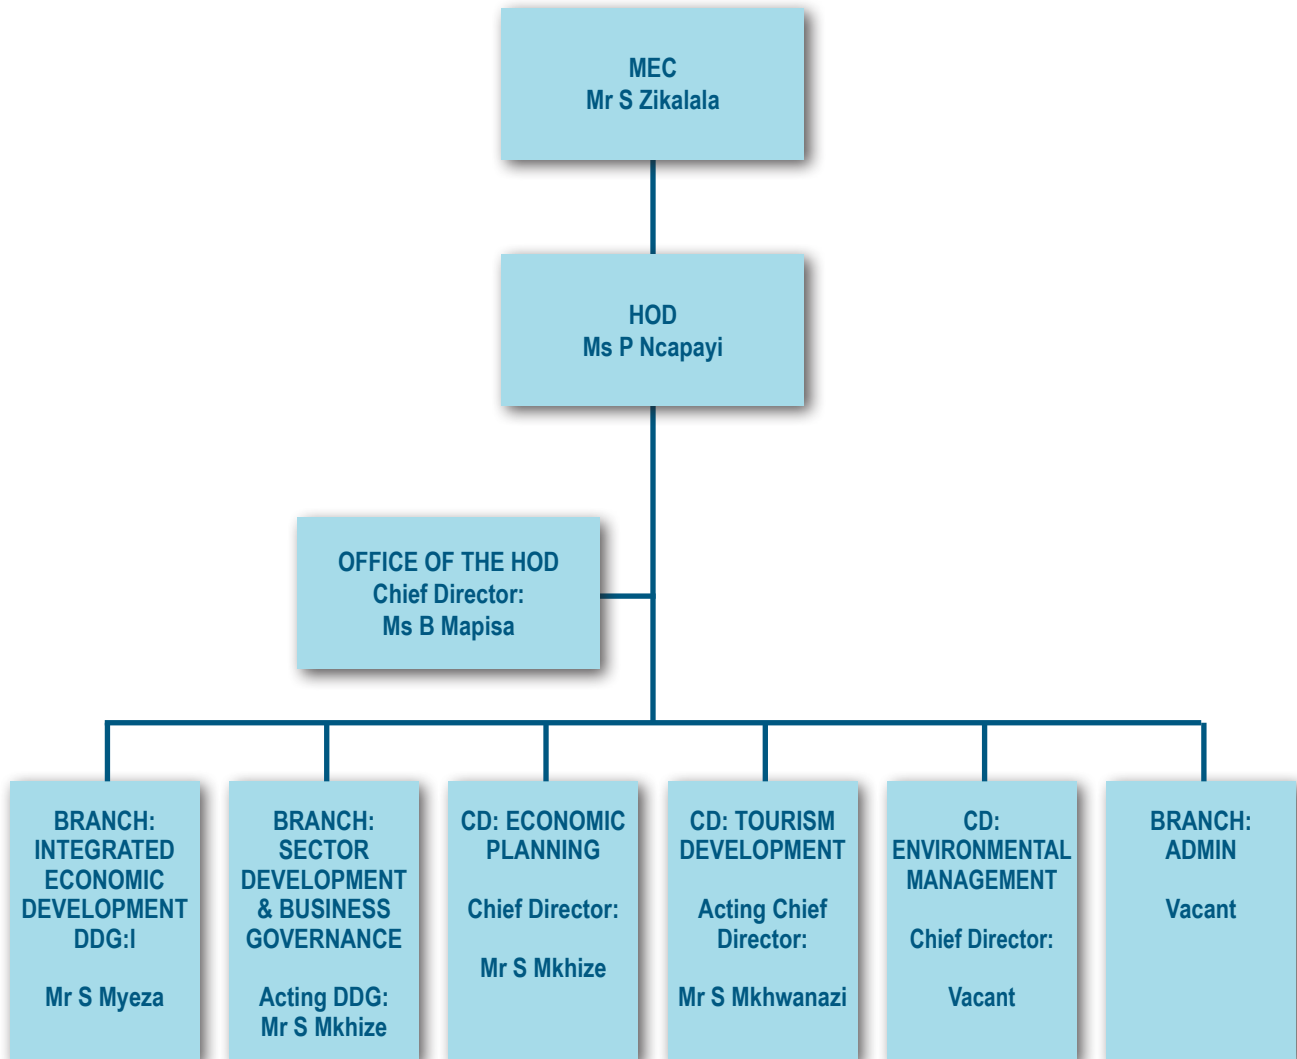 MEC
Mr S Zikalala
HOD
Ms P Ncapayi
OFFICE OF THE HOD
Chief Director:
Ms B Mapisa
BRANCH:
INTEGRATED
ECONOMIC
DEVELOPMENT
DDG:I
Mr S Myeza
BRANCH:
SECTOR
DEVELOPMENT
& BUSINESS
GOVERNANCE
Acting DDG:
Mr S Mkhize
CD: ECONOMIC
PLANNING
Chief Director:
Mr S Mkhize
CD: TOURISM
DEVELOPMENT
Acting Chief
Director:
Mr S Mkhwanazi
CD:
ENVIRONMENTAL
MANAGEMENT
Chief Director:
Vacant
BRANCH:
ADMIN
Vacant